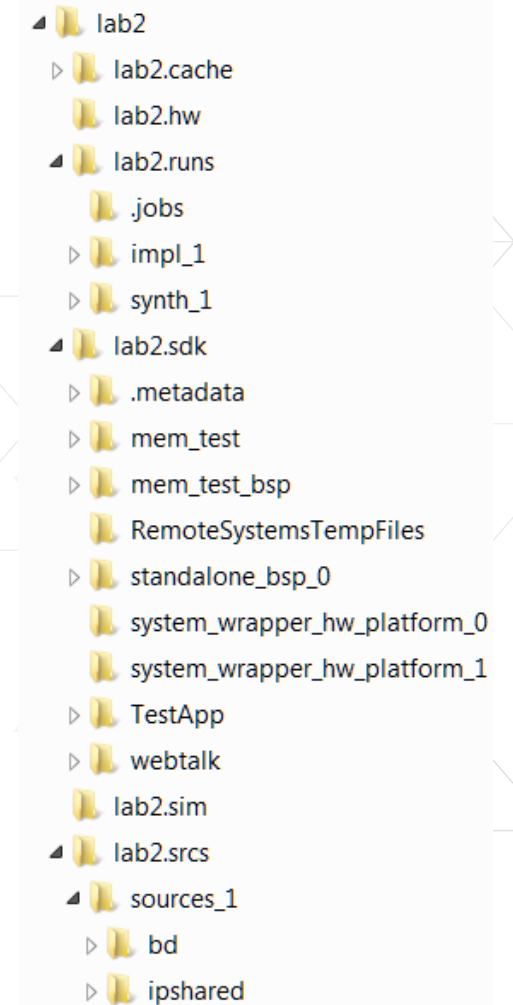 lab2
lab2.cache
lab2.hw
lab2.runs
.jobs
impl_1
synth_1
lab2.sdk
.metadata
mem_test
mem_test_bsp
RemoteSystemsTempFiles
standalone_bsp_0
system_wrapper_hw_platform_0
system_wrapper_hw_platform_1
TestApp
webtalk
lab2.sim
lab2.srcs
sources_1
bd
ipshared